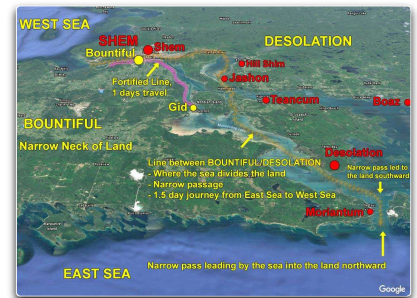 WEST SEA
SHEM
Shem
Bountiful
DESOLATION
Hill Shim
Jashon
Fortified Line,
1 days travel
Teancum
Boaz
Gid
BOUNTIFUL
Narrow Neck of Land
Line between BOUNTIFUL/DESOLATION
- Where the sea divides the land
- Narrow passage
- 1.5 day journey from East Sea to West Sea
Desolation
Narrow pass led to
the land southward
Moriantum
EAST SEA
Narrow pass leading by the sea into the land northward
Google